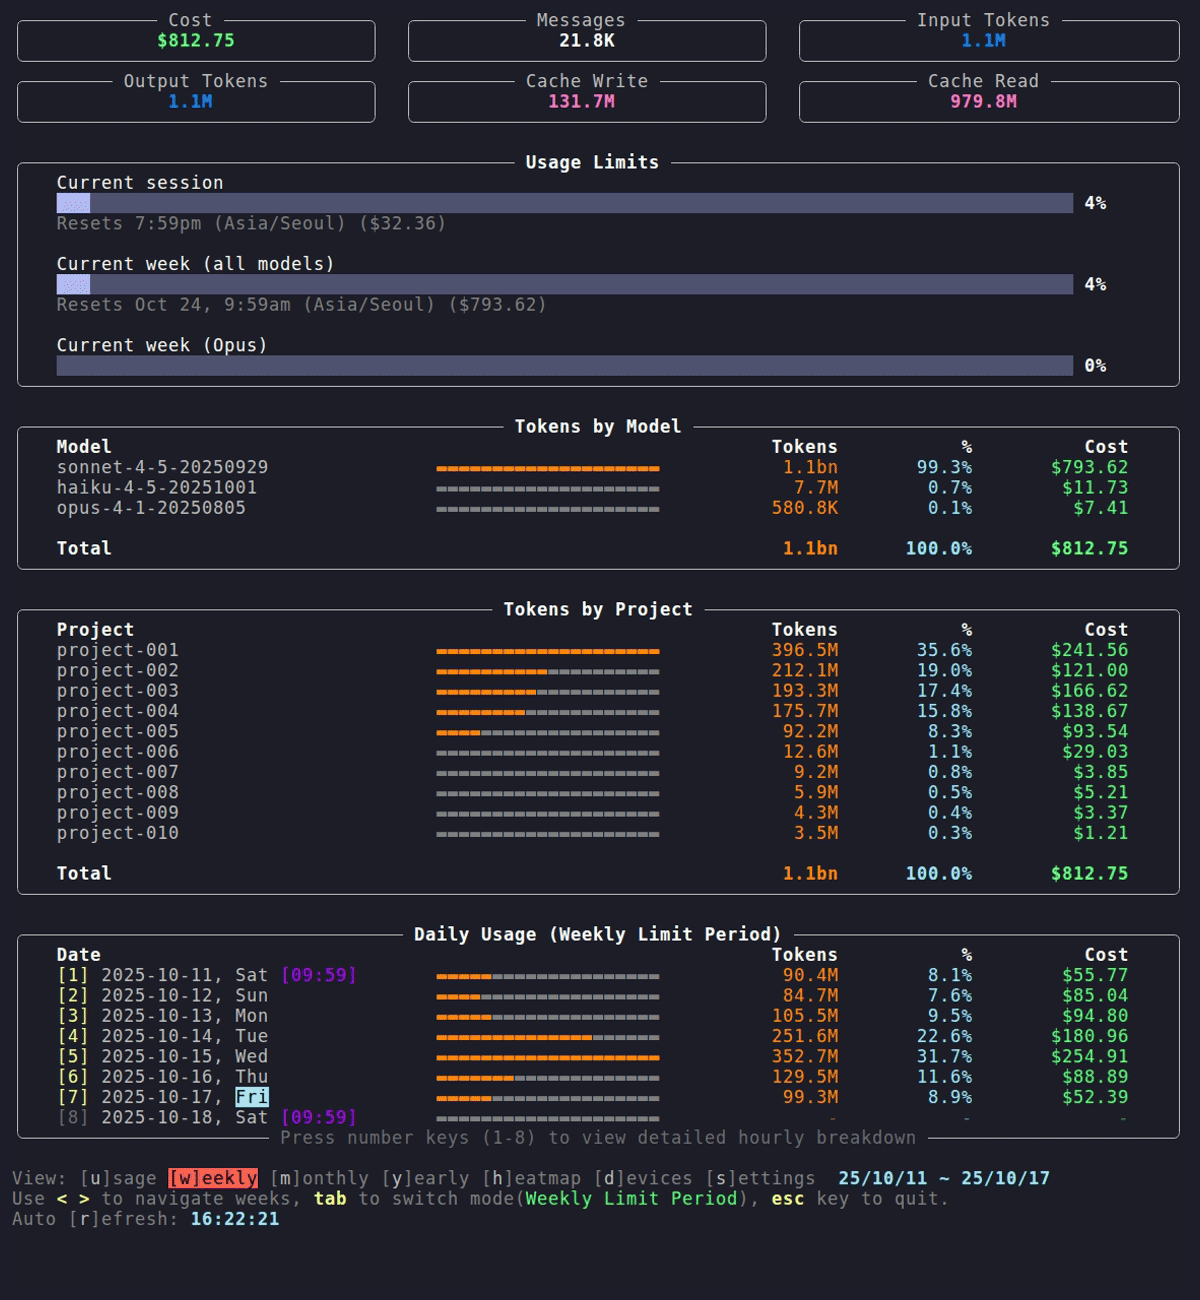 Cost Messages Input Tokens
$812.75 21.8K 1.1M
Output Tokens Cache Write Cache Read
1.1M 131.7M 979.8M
Usage Limits
Current session
4%
Resets 7:59pm (Asia/Seoul) ($32.36)
Current week (all models)
4%
Resets Oct 24, 9:59am (Asia/Seoul) ($793.62)
Current week (Opus)
0%
Tokens by Model
Model Tokens % Cost
sonnet-4-5-20250929 1.1bn 99.3% $793.62
haiku-4-5-20251001 7.7M 0.7% $11.73
opus-4-1-20250805 580.8K 0.1% $7.41
Total 1.1bn 100.0% $812.75
Tokens by Project
Project Tokens % Cost
project-001 396.5M 35.6% $241.56
project-002 212.1M 19.0% $121.00
project-003 193.3M 17.4% $166.62
project-004 175.7M 15.8% $138.67
project-005 92.2M 8.3% $93.54
project-006 12.6M 1.1% $29.03
project-007 9.2M 0.8% $3.85
project-008 5.9M 0.5% $5.21
project-009 4.3M 0.4% $3.37
project-010 3.5M 0.3% $1.21
Total 1.1bn 100.0% $812.75
Daily Usage (Weekly Limit Period)
Date Tokens % Cost
[1] 2025-10-11, Sat [09:59] 90.4M 8.1% $55.77
[2] 2025-10-12, Sun 84.7M 7.6% $85.04
[3] 2025-10-13, Mon 105.5M 9.5% $94.80
[4] 2025-10-14, Tue 251.6M 22.6% $180.96
[5] 2025-10-15, Wed 352.7M 31.7% $254.91
[6] 2025-10-16, Thu 129.5M 11.6% $88.89
[7] 2025-10-17, Fri 99.3M 8.9% $52.39
[8] 2025-10-18, Sat [09:59] - - -
Press number keys (1-8) to view detailed hourly breakdown
View: [u]sage [w]eekly [m]onthly [y]early [h]eatmap [d]evices [s]ettings 25/10/11 ~ 25/10/17
Use < > to navigate weeks, tab to switch mode(Weekly Limit Period), esc key to quit.
Auto [r]efresh: 16:22:21